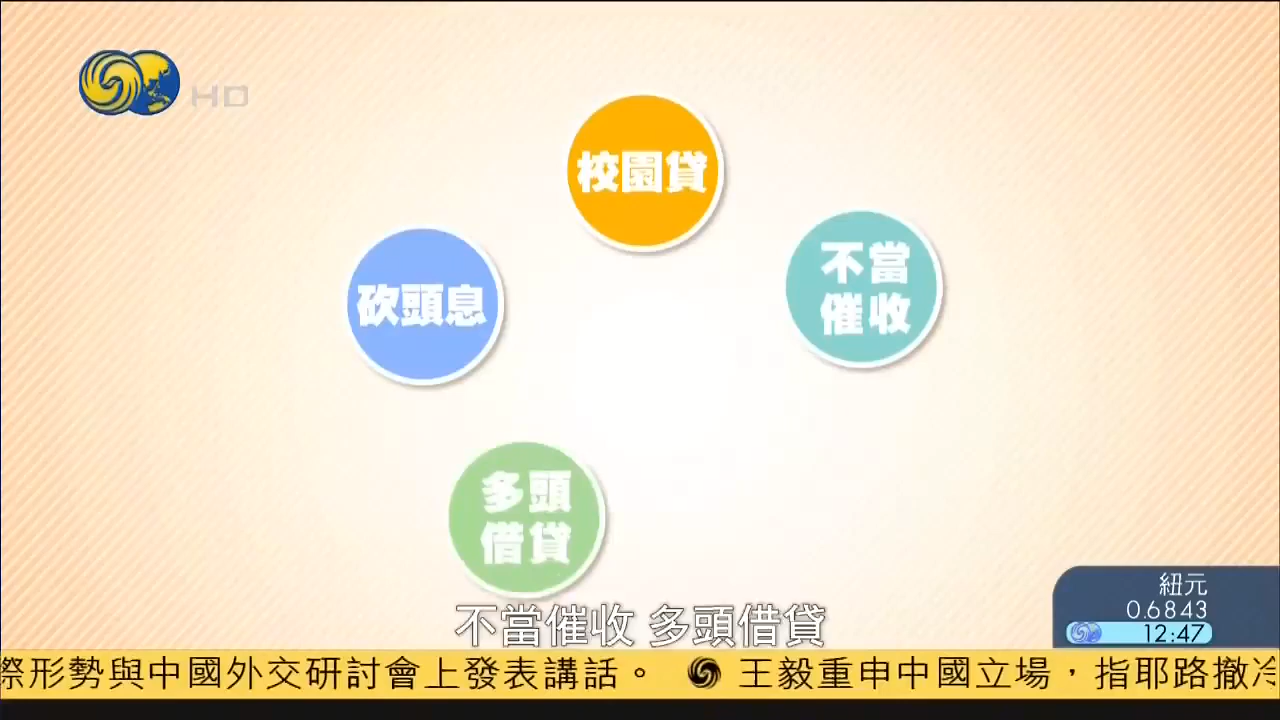 HD
校園貸
不當
催收
砍頭息
多頭
借貸
不當催收 多頭借貸
紐元
0.6843
12:47
際形勢與中國外交研討會上發表講話。 王毅重申中國立場，指耶路撤冷